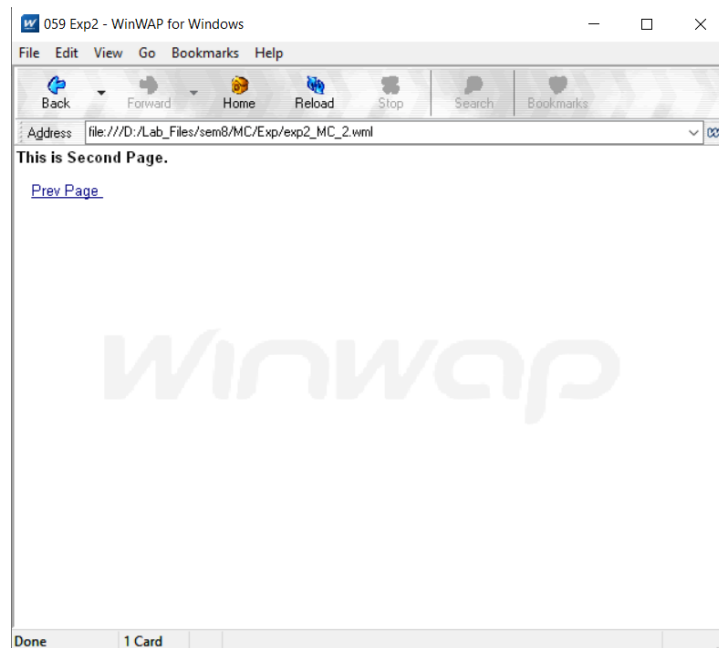 059 Exp2 - WinWAP for Windows
File Edit View Go Bookmarks Help
Back Forward Home Reload Stop Search Bookmarks
Address file:///D:/Lab_Files/sem8/MC/Exp/exp2_MC_2.wml
This is Second Page.
Prev Page
winwap
Done 1 Card